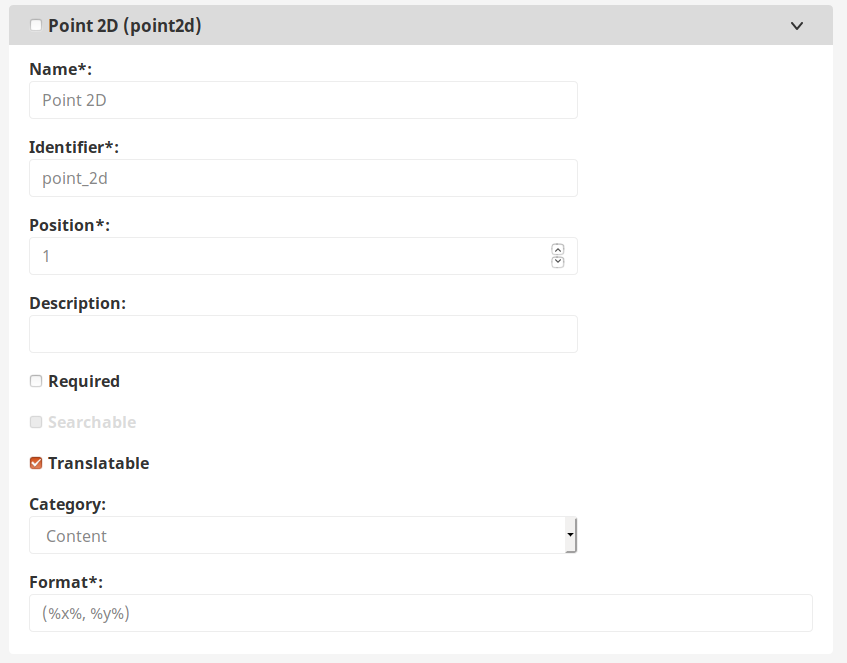 Point 2D (point2d)
Name*:
Point 2D
Identifier*:
point_2d
Position*:
1
Description:
Required
Searchable
Translatable
Category:
Content
Format*:
(%x%, %y%)